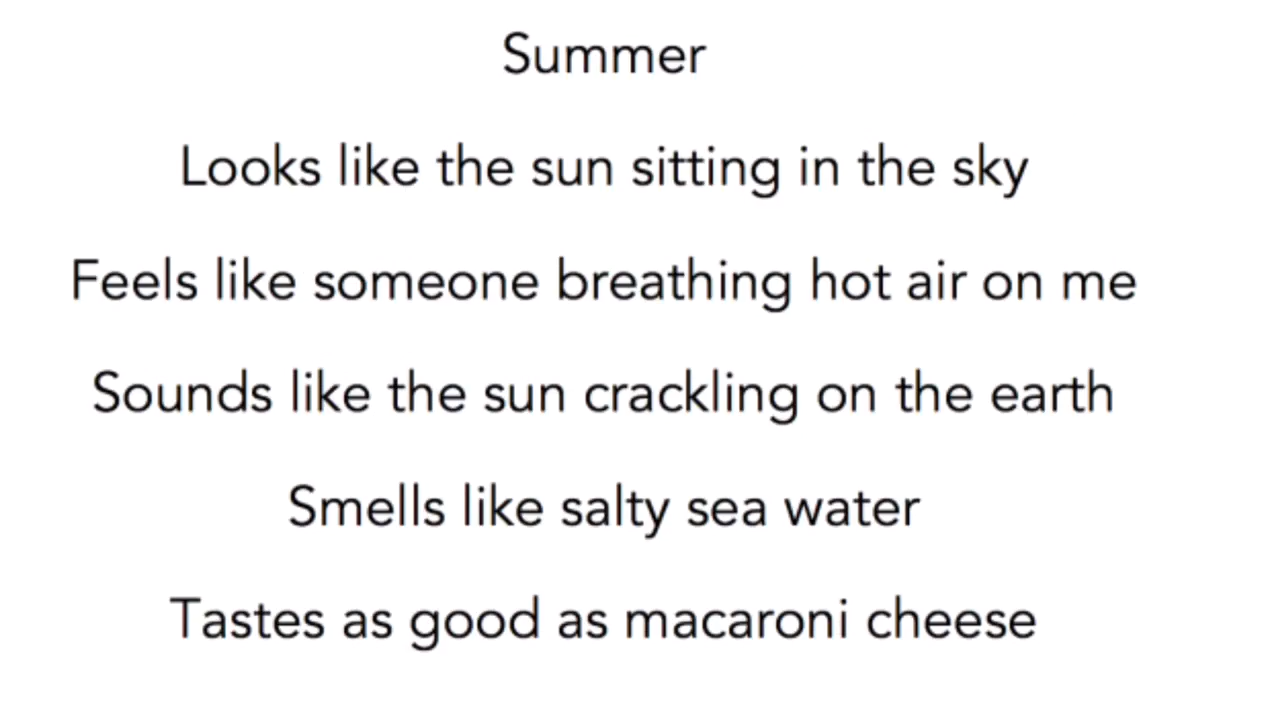 Summer
Looks like the sun sitting in the sky
Feels like someone breathing hot air on me
Sounds like the sun crackling on the earth
Smells like salty sea water
Tastes as good as macaroni cheese